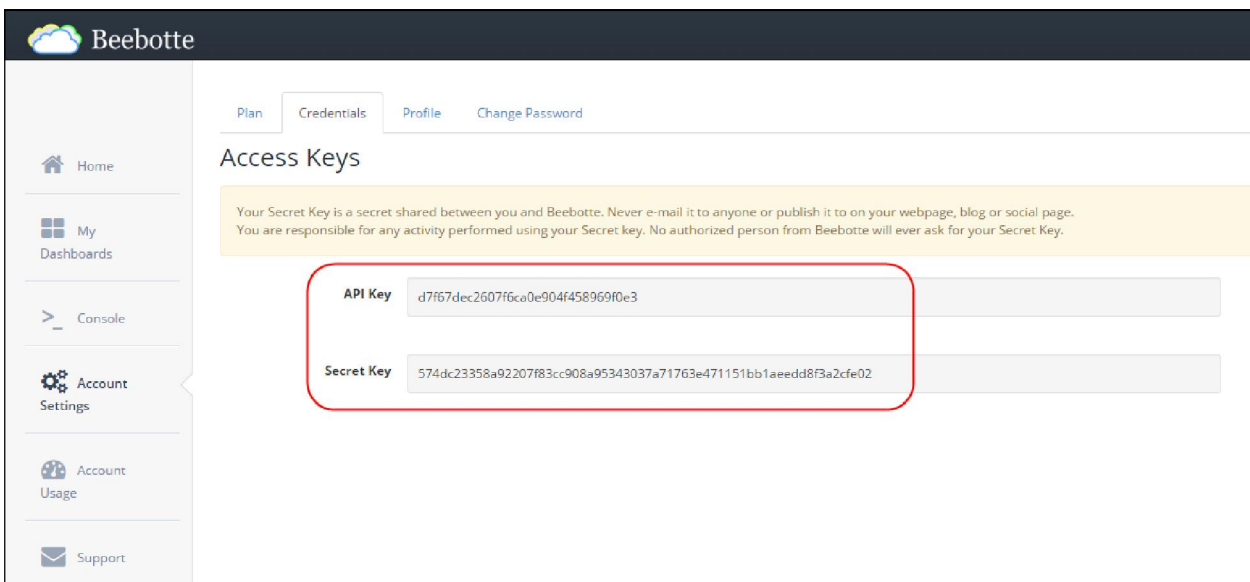 Beebotte
Plan Credentials Profile Change Password
Access Keys
Your Secret Key is a secret shared between you and Beebotte. Never e-mail it to anyone or publish it to on your webpage, blog or social page.
You are responsible for any activity performed using your Secret key. No authorized person from Beebotte will ever ask for your Secret Key.
API Key d7f67dec2607f6ca0e904f458969f0e3
Secret Key 574dc23358a92207f83cc908a95343037a71763e471151bb1aeedd8f3a2cfe02
Home
My
Dashboards
>_ Console
Account
Settings
Account
Usage
Support